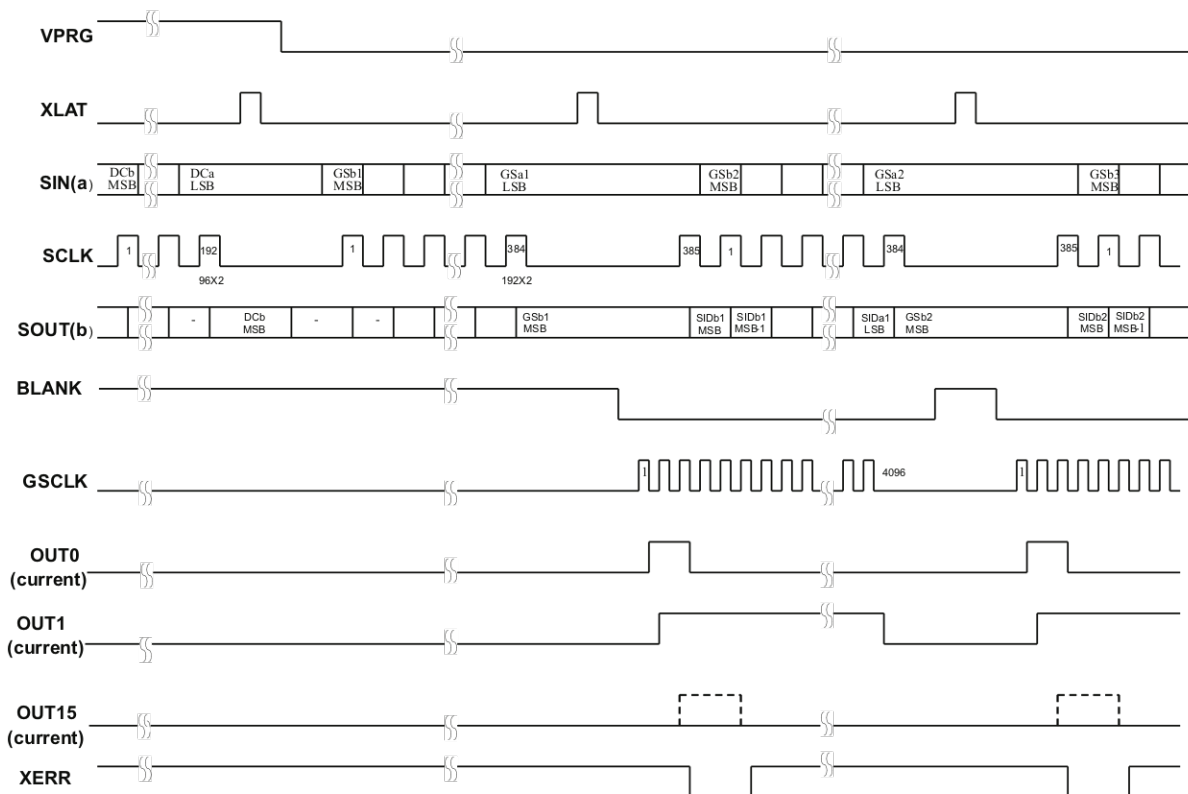 VPRG
XLAT
SIN(a)
DCb MSB
DCa LSB
GSb1 MSB
GSa1 LSB
GSb2 MSB
GSa2 LSB
GSb3 MSB
SCLK
1
192
1
384
385
1
384
385
1
96X2
192X2
SOUT(b)
-
DCb MSB
-
-
GSb1 MSB
SIDb1 MSB
SIDb1 MSB-1
SIDa1 LSB
GSb2 MSB
SIDb2 MSB
SIDb2 MSB-1
BLANK
GSCLK
1
4096
1
OUT0
(current)
OUT1
(current)
OUT15
(current)
XERR